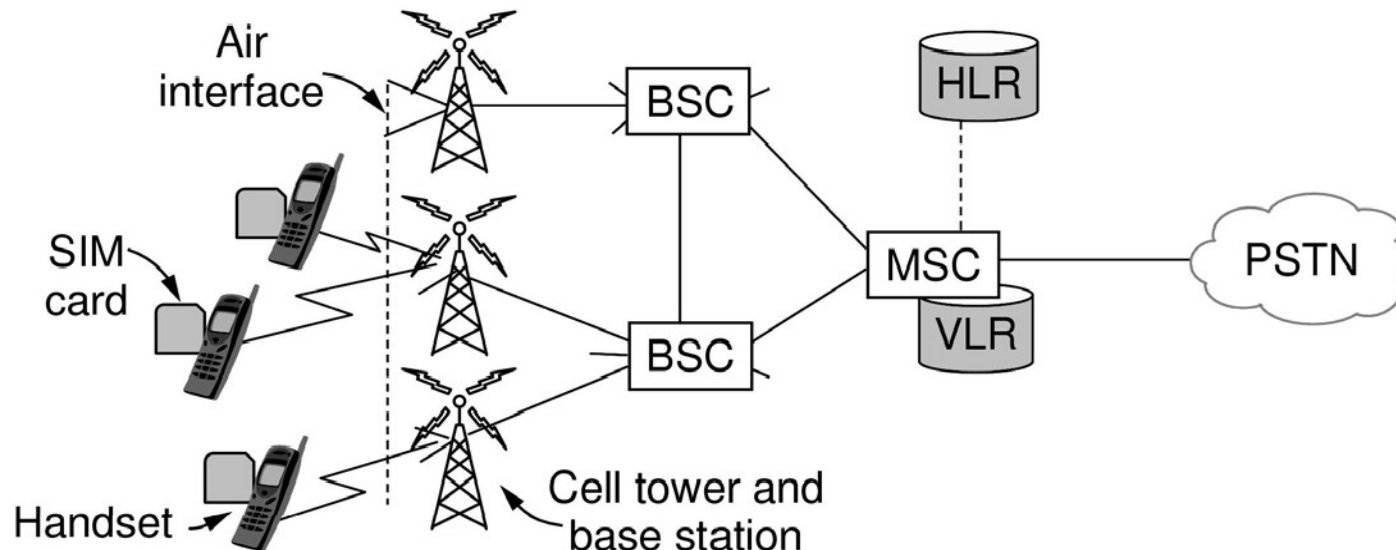 Air
interface
BSC
HLR
SIM
card
MSC
PSTN
VLR
BSC
Handset
Cell tower and
base station